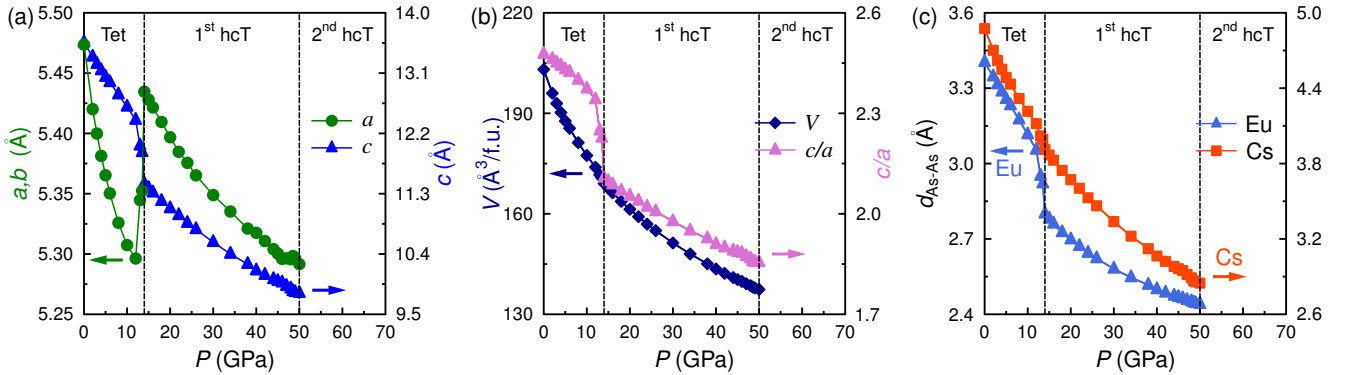 (a)
5.50
5.45
5.40
5.35
5.30
5.25
a,b (Å)
Tet
1st hcT
2nd hcT
a
c
14.0
13.1
12.2
11.3
10.4
9.5
c (Å)
0 10 20 30 40 50 60 70
P (GPa)
(b)
220
190
160
130
V (Å3/f.u.)
Tet
1st hcT
2nd hcT
V
c/a
2.6
2.3
2.0
1.7
c/a
0 10 20 30 40 50 60 70
P (GPa)
(c)
3.6
3.3
3.0
2.7
2.4
dAs-As (Å)
Tet
1st hcT
2nd hcT
Eu
Cs
Eu
Cs
5.0
4.4
3.8
3.2
2.6
0 10 20 30 40 50 60 70
P (GPa)